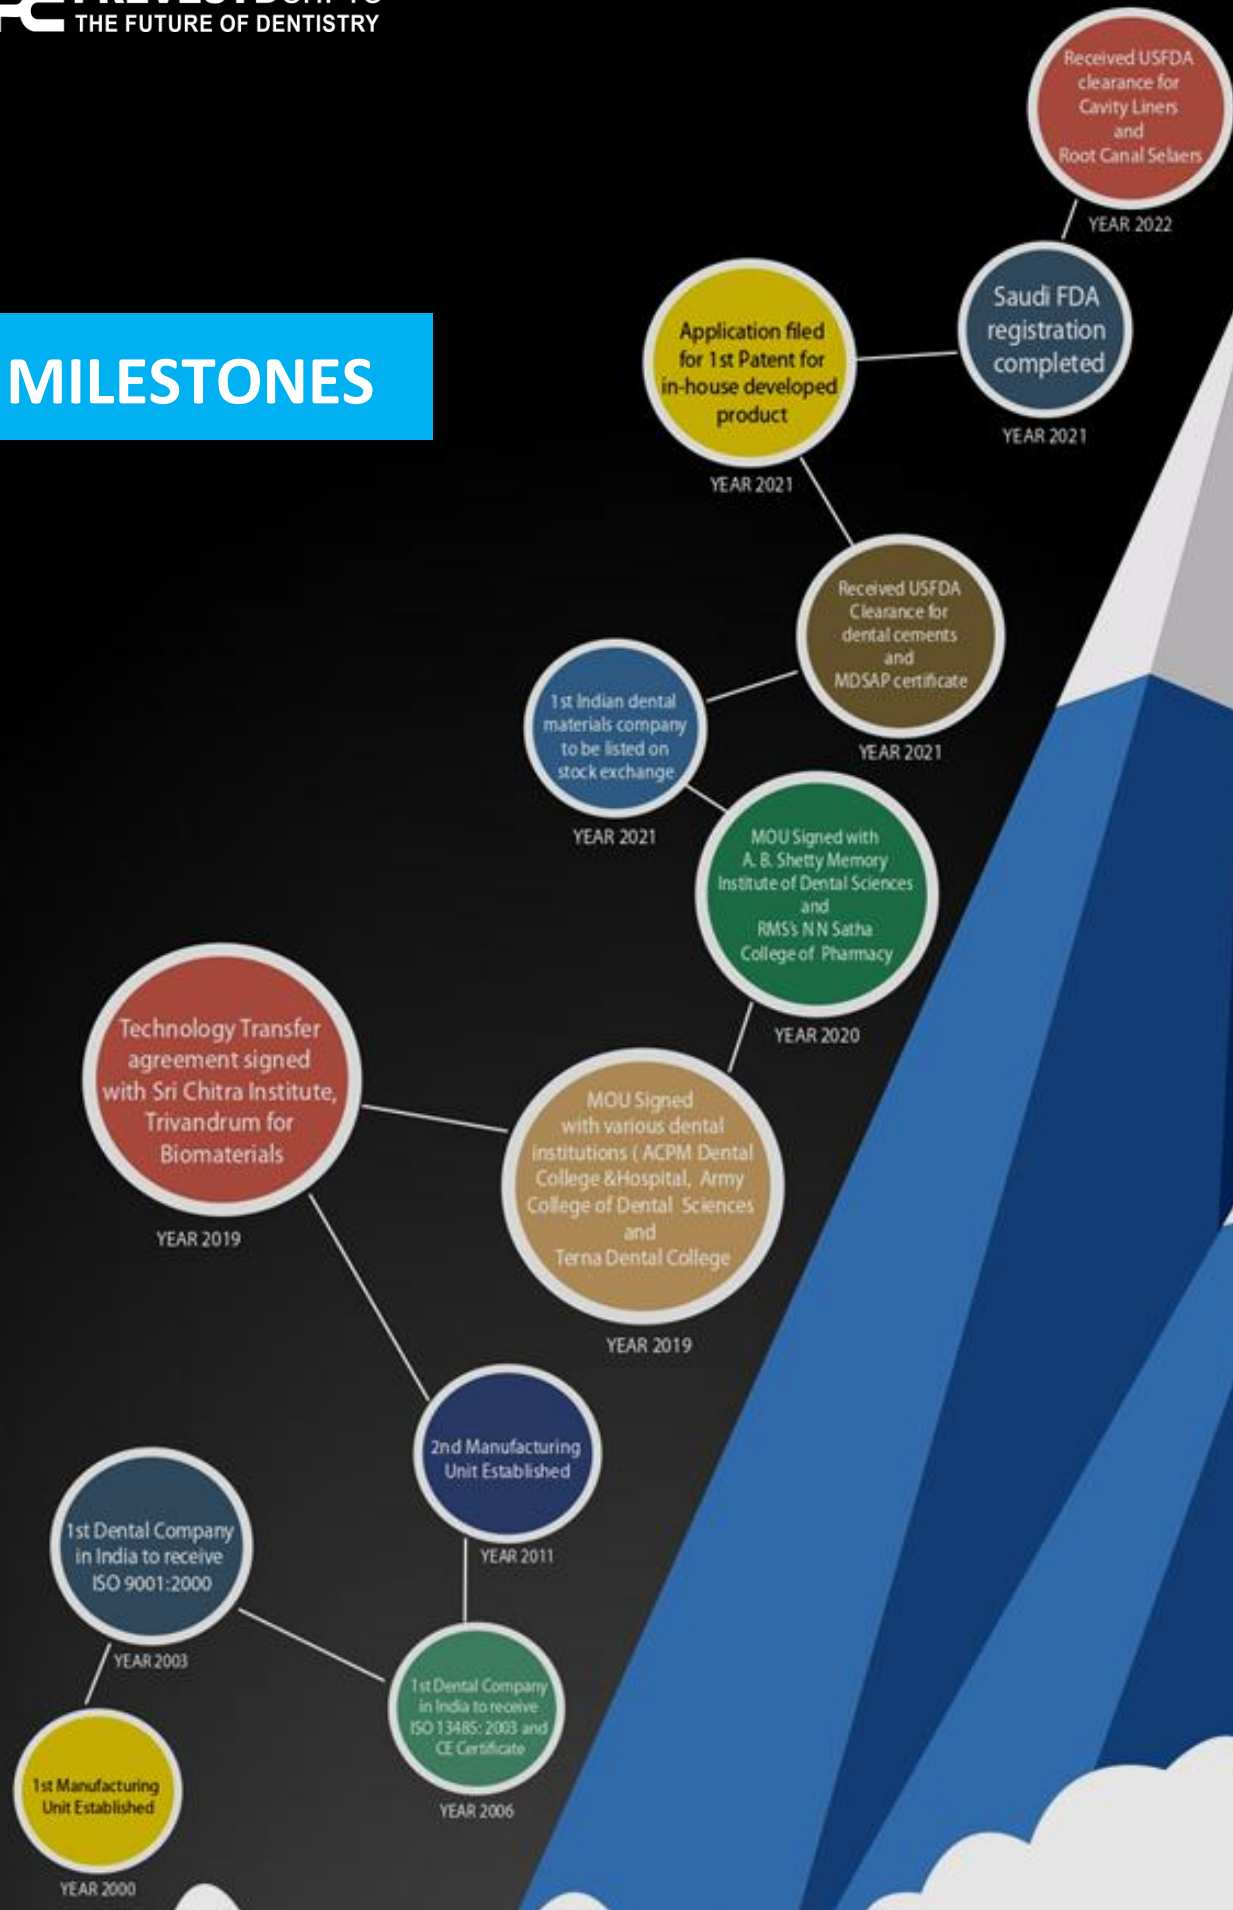 THE FUTURE OF DENTISTRY
Received USFDA
clearance for
Cavity Liners
and
Root Canal Selaers
YEAR 2022
Saudi FDA
registration
completed
YEAR 2021
Application filed
for 1st Patent for
in-house developed
product
YEAR 2021
MILESTONES
Received USFDA
Clearance for
dental cements
and
MDSAP certificate
YEAR 2021
1st Indian dental
materials company
to be listed on
stock exchange
YEAR 2021
MOU Signed with
A. B. Shetty Memory
Institute of Dental Sciences
and
RMS's N N Satha
College of Pharmacy
YEAR 2020
Technology Transfer
agreement signed
with Sri Chitra Institute,
Trivandrum for
Biomaterials
YEAR 2019
MOU Signed
with various dental
institutions ( ACPM Dental
College &Hospital, Army
College of Dental Sciences
and
Terna Dental College
YEAR 2019
2nd Manufacturing
Unit Established
YEAR 2011
1st Dental Company
in India to receive
ISO 9001:2000
YEAR 2003
1st Dental Company
in India to receive
ISO 13485: 2003 and
CE Certificate
YEAR 2006
1st Manufacturing
Unit Established
YEAR 2000